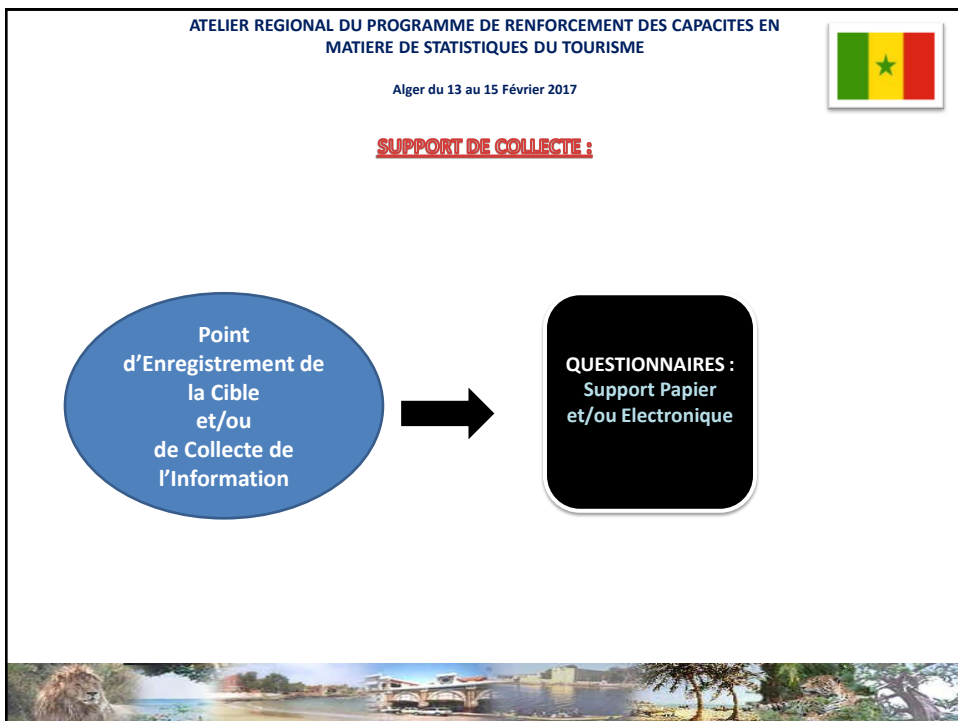 ATELIER REGIONAL DU PROGRAMME DE RENFORCEMENT DES CAPACITES EN
MATIERE DE STATISTIQUES DU TOURISME
Alger du 13 au 15 Février 2017
SUPPORT DE COLLECTE :
Point
d’Enregistrement de
la Cible
et/ou
de Collecte de
l’Information
QUESTIONNAIRES :
Support Papier
et/ou Electronique